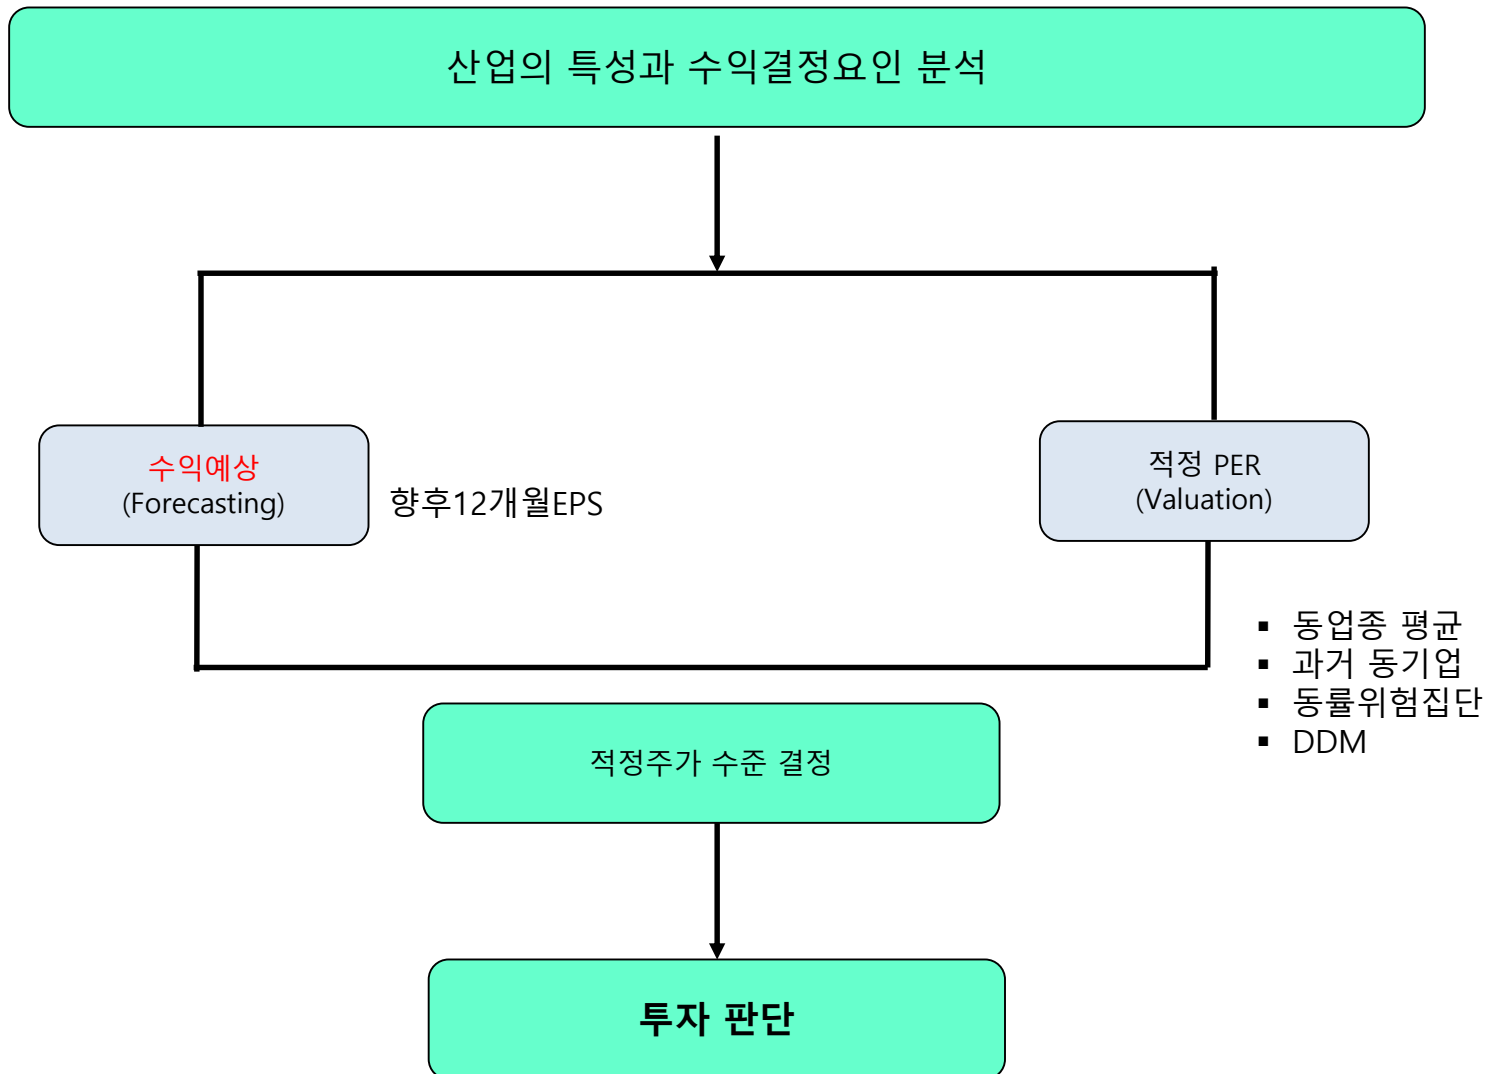 산업의 특성과 수익결정요인 분석
수익예상
(Forecasting)
향후12개월EPS
적정 PER
(Valuation)
▪ 동업종 평균
▪ 과거 동기업
▪ 동률위험집단
▪ DDM
적정주가 수준 결정
투자 판단